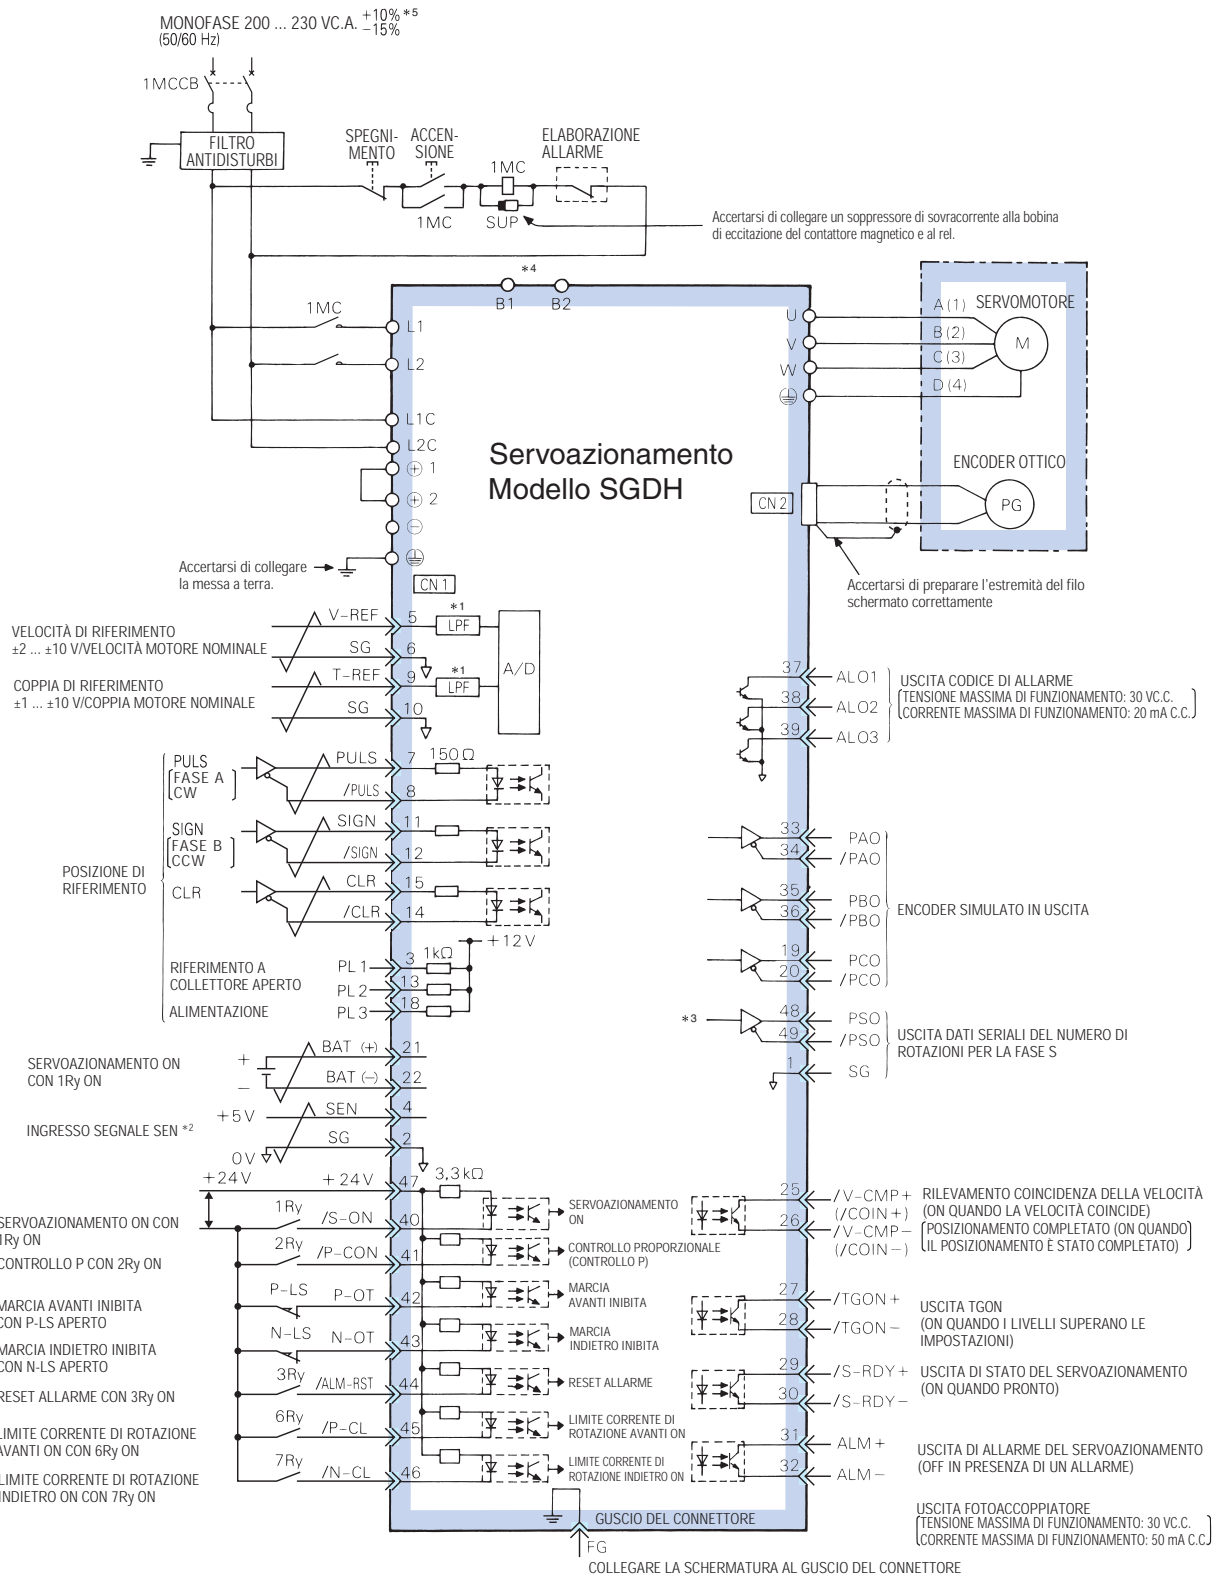 MONOFASE 200 ... 230 VC.A. +10% *5
−15%
(50/60 Hz)
1MCCB
FILTRO
ANTIDISTURBI
SPEGNI-
MENTO
ACCEN-
SIONE
ELABORAZIONE
ALLARME
1MC
1MC
SUP
Accertarsi di collegare un soppressore di sovracorrente alla bobina
di eccitazione del contattore magnetico e al rel.
*4
B1
B2
1MC
L1
L2
L1C
L2C
⊕ 1
⊕ 2
⊖
Servoazionamento
Modello SGDH
U
V
W
A (1)
B (2)
C (3)
D (4)
SERVOMOTORE
M
ENCODER OTTICO
PG
CN 2
Accertarsi di preparare l'estremità del filo
schermato correttamente
Accertarsi di collegare
la messa a terra.
CN 1
VELOCITÀ DI RIFERIMENTO
±2 ... ±10 V/VELOCITÀ MOTORE NOMINALE
V−REF
5
*1
LPF
SG
6
COPPIA DI RIFERIMENTO
±1 ... ±10 V/COPPIA MOTORE NOMINALE
T−REF
9
*1
LPF
SG
10
A/D
POSIZIONE DI
RIFERIMENTO
PULS
FASE A
CW
PULS
7
150Ω
/PULS
8
SIGN
FASE B
CCW
SIGN
11
/SIGN
12
CLR
CLR
15
/CLR
14
+12V
RIFERIMENTO A
COLLETTORE APERTO
ALIMENTAZIONE
PL1
3
1kΩ
PL2
13
PL3
18
SERVOAZIONAMENTO ON
CON 1Ry ON
+
−
BAT (+)
21
BAT (−)
22
INGRESSO SEGNALE SEN *2
+5V
SEN
4
0V
SG
2
+24V
+24V
47
3,3kΩ
SERVOAZIONAMENTO ON CON
1Ry ON
1Ry
/S−ON
40
SERVOAZIONAMENTO
ON
CONTROLLO P CON 2Ry ON
2Ry
/P−CON
41
CONTROLLO PROPORZIONALE
(CONTROLLO P)
MARCIA AVANTI INIBITA
CON P-LS APERTO
P−LS
P−OT
42
MARCIA
AVANTI INIBITA
MARCIA INDIETRO INIBITA
CON N-LS APERTO
N−LS
N−OT
43
MARCIA
INDIETRO INIBITA
RESET ALLARME CON 3Ry ON
3Ry
/ALM−RST
44
RESET ALLARME
LIMITE CORRENTE DI ROTAZIONE
AVANTI ON CON 6Ry ON
6Ry
/P−CL
45
LIMITE CORRENTE DI
ROTAZIONE AVANTI ON
LIMITE CORRENTE DI ROTAZIONE
INDIETRO ON CON 7Ry ON
7Ry
/N−CL
46
LIMITE CORRENTE DI
ROTAZIONE INDIETRO ON
37
ALO1
38
ALO2
39
ALO3
USCITA CODICE DI ALLARME
TENSIONE MASSIMA DI FUNZIONAMENTO: 30 VC.C.
CORRENTE MASSIMA DI FUNZIONAMENTO: 20 mA C.C.
33
PAO
34
/PAO
35
PBO
36
/PBO
19
PCO
20
/PCO
ENCODER SIMULATO IN USCITA
*3
48
PSO
49
/PSO
1
SG
USCITA DATI SERIALI DEL NUMERO DI
ROTAZIONI PER LA FASE S
25
/V−CMP+
(/COIN+)
26
/V−CMP−
(/COIN−)
RILEVAMENTO COINCIDENZA DELLA VELOCITÀ
(ON QUANDO LA VELOCITÀ COINCIDE)
POSIZIONAMENTO COMPLETATO (ON QUANDO
IL POSIZIONAMENTO È STATO COMPLETATO)
27
/TGON+
28
/TGON−
USCITA TGON
(ON QUANDO I LIVELLI SUPERANO LE
IMPOSTAZIONI)
29
/S−RDY+
30
/S−RDY−
USCITA DI STATO DEL SERVOAZIONAMENTO
(ON QUANDO PRONTO)
31
ALM+
32
ALM−
USCITA DI ALLARME DEL SERVOAZIONAMENTO
(OFF IN PRESENZA DI UN ALLARME)
USCITA FOTOACCOPPIATORE
TENSIONE MASSIMA DI FUNZIONAMENTO: 30 VC.C.
CORRENTE MASSIMA DI FUNZIONAMENTO: 50 mA C.C.
GUSCIO DEL CONNETTORE
FG
COLLEGARE LA SCHERMATURA AL GUSCIO DEL CONNETTORE